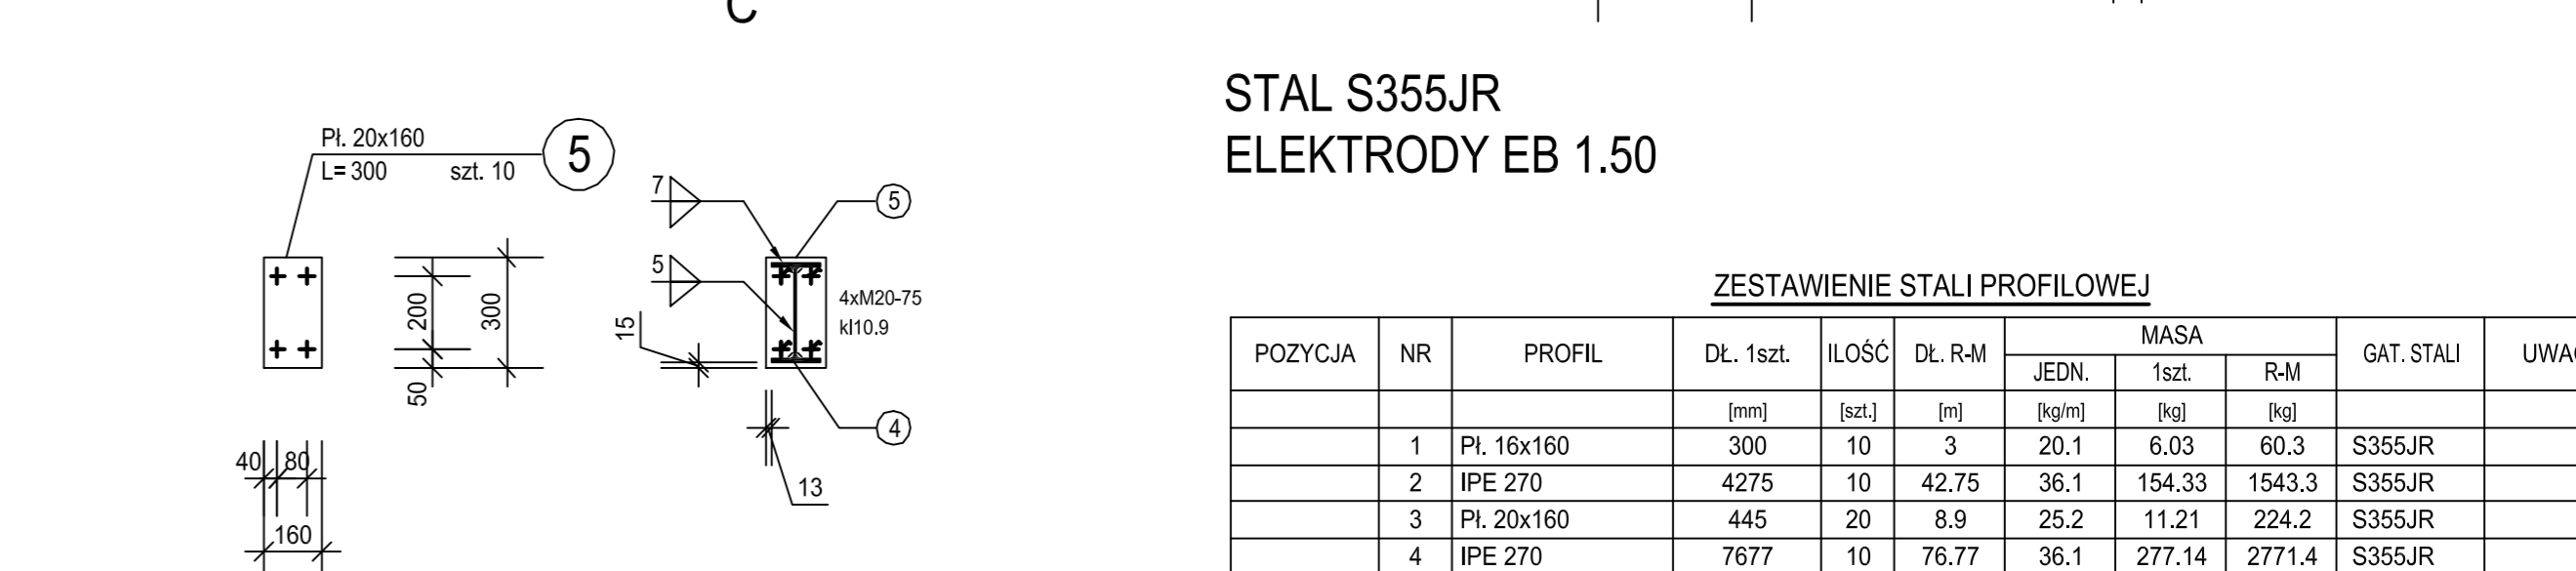 C
STAL S355JR
ELEKTRODY EB 1.50
Pł. 20x160
L= 300 szt. 10
5
7
5
5
4xM20-75
kl10.9
200
300
50
15
4
13
40 80
160
ZESTAWIENIE STALI PROFILOWEJ
POZYCJA NR PROFIL DŁ. 1szt. ILOŚĆ DŁ. R-M MASA GAT. STALI
JEDN. 1szt. R-M
[mm] [szt.] [m] [kg/m] [kg] [kg]
1 Pł. 16x160 300 10 3 20.1 6.03 60.3 S355JR
2 IPE 270 4275 10 42.75 36.1 154.33 1543.3 S355JR
3 Pł. 20x160 445 20 8.9 25.2 11.21 224.2 S355JR
4 IPE 270 7677 10 76.77 36.1 277.14 2771.4 S355JR